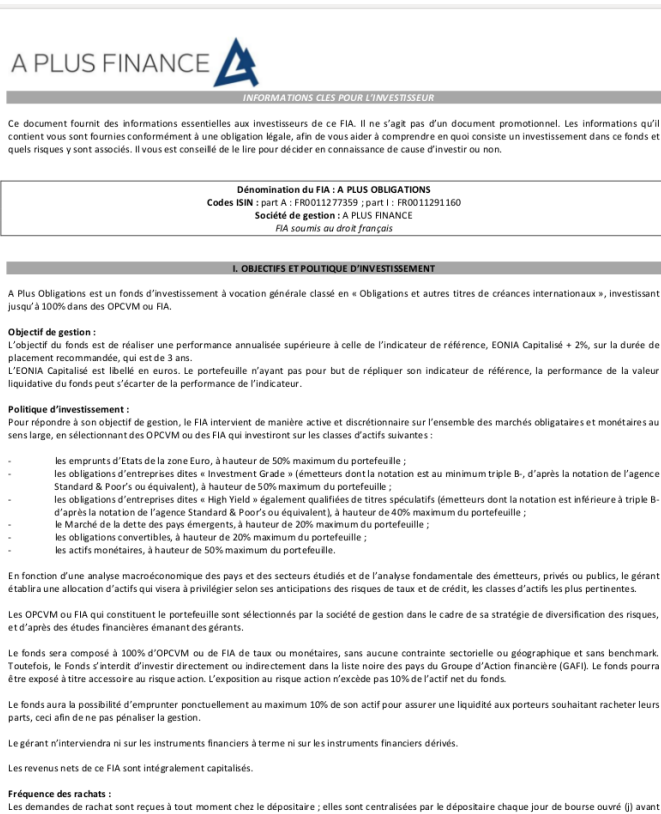 A PLUS FINANCE
INFORMATIONS CLES POUR L'INVESTISSEUR
Ce document fournit des informations essentielles aux investisseurs de ce FIA. Il ne s'agit pas d'un document promotionnel. Les informations qu'il
contient vous sont fournies conformément à une obligation légale, afin de vous aider à comprendre en quoi consiste un investissement dans ce fonds et
quels risques y sont associés. Il vous est conseillé de le lire pour décider en connaissance de cause d'investir ou non.
Dénomination du FIA : A PLUS OBLIGATIONS
Codes ISIN : part A : FR0011277359 ; part I : FR0011291160
Société de gestion : A PLUS FINANCE
FIA soumis au droit français
I. OBJECTIFS ET POLITIQUE D'INVESTISSEMENT
A Plus Obligations est un fonds d'investissement à vocation générale classé en « Obligations et autres titres de créances internationaux », investissant
jusqu'à 100% dans des OPCVM ou FIA.
Objectif de gestion :
L'objectif du fonds est de réaliser une performance annualisée supérieure à celle de l'indicateur de référence, EONIA Capitalisé + 2%, sur la durée de
placement recommandée, qui est de 3 ans.
L'EONIA Capitalisé est libellé en euros. Le portefeuille n'ayant pas pour but de répliquer son indicateur de référence, la performance de la valeur
liquidative du fonds peut s'écarter de la performance de l'indicateur.
Politique d'investissement :
Pour répondre à son objectif de gestion, le FIA intervient de manière active et discrétionnaire sur l'ensemble des marchés obligataires et monétaires au
sens large, en sélectionnant des OPCVM ou des FIA qui investiront sur les classes d'actifs suivantes :
- les emprunts d'Etats de la zone Euro, à hauteur de 50% maximum du portefeuille ;
- les obligations d'entreprises dites « Investment Grade » (émetteurs dont la notation est au minimum triple B-, d'après la notation de l'agence
Standard & Poor's ou équivalent), à hauteur de 50% maximum du portefeuille ;
- les obligations d'entreprises dites « High Yield » également qualifiées de titres spéculatifs (émetteurs dont la notation est inférieure à triple B-
d'après la notation de l'agence Standard & Poor's ou équivalent), à hauteur de 40% maximum du portefeuille ;
- le Marché de la dette des pays émergents, à hauteur de 20% maximum du portefeuille ;
- les obligations convertibles, à hauteur de 20% maximum du portefeuille ;
- les actifs monétaires, à hauteur de 50% maximum du portefeuille.
En fonction d'une analyse macroéconomique des pays et des secteurs étudiés et de l'analyse fondamentale des émetteurs, privés ou publics, le gérant
établira une allocation d'actifs qui visera à privilégier selon ses anticipations des risques de taux et de crédit, les classes d'actifs les plus pertinentes.
Les OPCVM ou FIA qui constituent le portefeuille sont sélectionnés par la société de gestion dans le cadre de sa stratégie de diversification des risques,
et d'après des études financières émanant des gérants.
Le fonds sera composé à 100% d'OPCVM ou de FIA de taux ou monétaires, sans aucune contrainte sectorielle ou géographique et sans benchmark.
Toutefois, le Fonds s'interdit d'investir directement ou indirectement dans la liste noire des pays du Groupe d'Action financière (GAFI). Le fonds pourra
être exposé à titre accessoire au risque action. L'exposition au risque action n'excède pas 10% de l'actif net du fonds.
Le fonds aura la possibilité d'emprunter ponctuellement au maximum 10% de son actif pour assurer une liquidité aux porteurs souhaitant racheter leurs
parts, ceci afin de ne pas pénaliser la gestion.
Le gérant n'interviendra ni sur les instruments financiers à terme ni sur les instruments financiers dérivés.
Les revenus nets de ce FIA sont intégralement capitalisés.
Fréquence des rachats :
Les demandes de rachat sont reçues à tout moment chez le dépositaire ; elles sont centralisées par le dépositaire chaque jour de bourse ouvré (j) avant